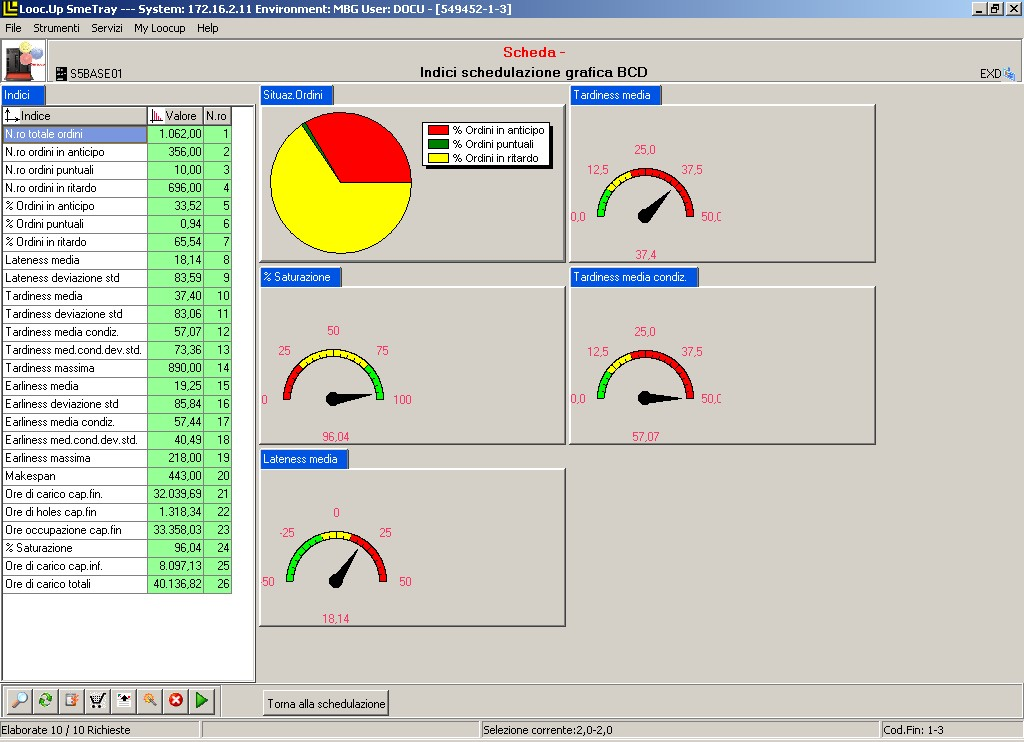 Looc.Up SmeTray --- System: 172.16.2.11 Environment: MBG User: DOCU - [549452-1-3]
File Strumenti Servizi My Loocup Help
S5BASE01
Scheda -
Indici schedulazione grafica BCD
EXD
Indici
Indice Valore N.ro
N.ro totale ordini 1.062,00 1
N.ro ordini in anticipo 356,00 2
N.ro ordini puntuali 10,00 3
N.ro ordini in ritardo 696,00 4
% Ordini in anticipo 33,52 5
% Ordini puntuali 0,94 6
% Ordini in ritardo 65,54 7
Lateness media 18,14 8
Lateness deviazione std 83,59 9
Tardiness media 37,40 10
Tardiness deviazione std 83,06 11
Tardiness media condiz. 57,07 12
Tardiness med.cond.dev.std. 73,36 13
Tardiness massima 890,00 14
Earliness media 19,25 15
Earliness deviazione std 85,84 16
Earliness media condiz. 57,44 17
Earliness med.cond.dev.std. 40,49 18
Earliness massima 218,00 19
Makespan 443,00 20
Ore di carico cap.fin. 32.039,69 21
Ore di holes cap.fin 1.318,34 22
Ore occupazione cap.fin 33.358,03 23
% Saturazione 96,04 24
Ore di carico cap.inf. 8.097,13 25
Ore di carico totali 40.136,82 26
Situaz.Ordini
% Ordini in anticipo
% Ordini puntuali
% Ordini in ritardo
Tardiness media
25,0
12,5 37,5
0,0 50,0
37,4
% Saturazione
50
25 75
0 100
96,04
Tardiness media condiz.
25,0
12,5 37,5
0,0 50,0
57,07
Lateness media
0
-25 25
50 50
18,14
Torna alla schedulazione
Elaborate 10 / 10 Richieste
Selezione corrente:2,0-2,0
Cod.Fin: 1-3